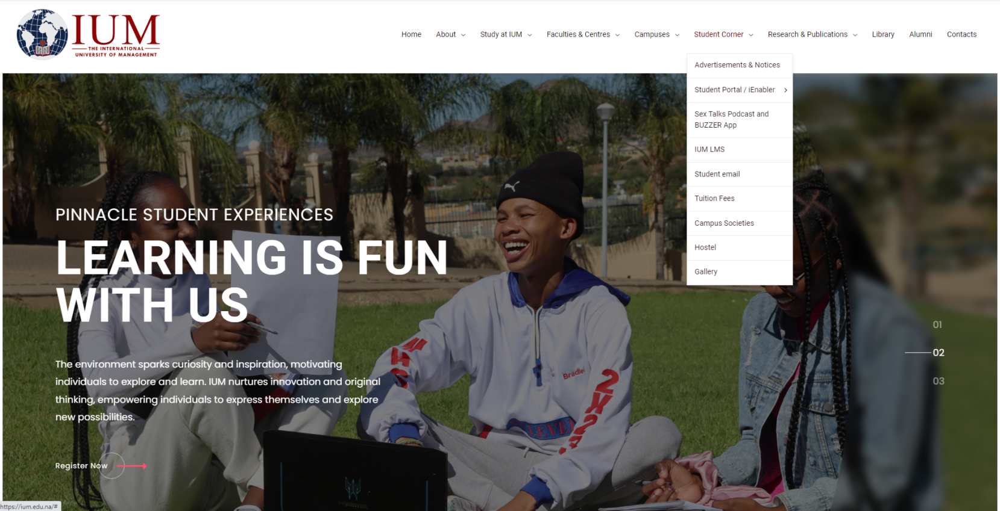 IUM
THE INTERNATIONAL
UNIVERSITY OF MANAGEMENT
Home About Study at IUM Faculties & Centres Campuses Student Corner Research & Publications Library Alumni Contacts
Advertisements & Notices
Student Portal / iEnabler
Sex Talks Podcast and
BUZZER App
IUM LMS
Student email
Tuition Fees
Campus Societies
Hostel
Gallery
PINNACLE STUDENT EXPERIENCES
LEARNING IS FUN
WITH US
The environment sparks curiosity and inspiration, motivating
individuals to explore and learn. IUM nurtures innovation and original
thinking, empowering individuals to express themselves and explore
new possibilities.
Register Now
01
02
03
Bradley
https://ium.edu.na/#